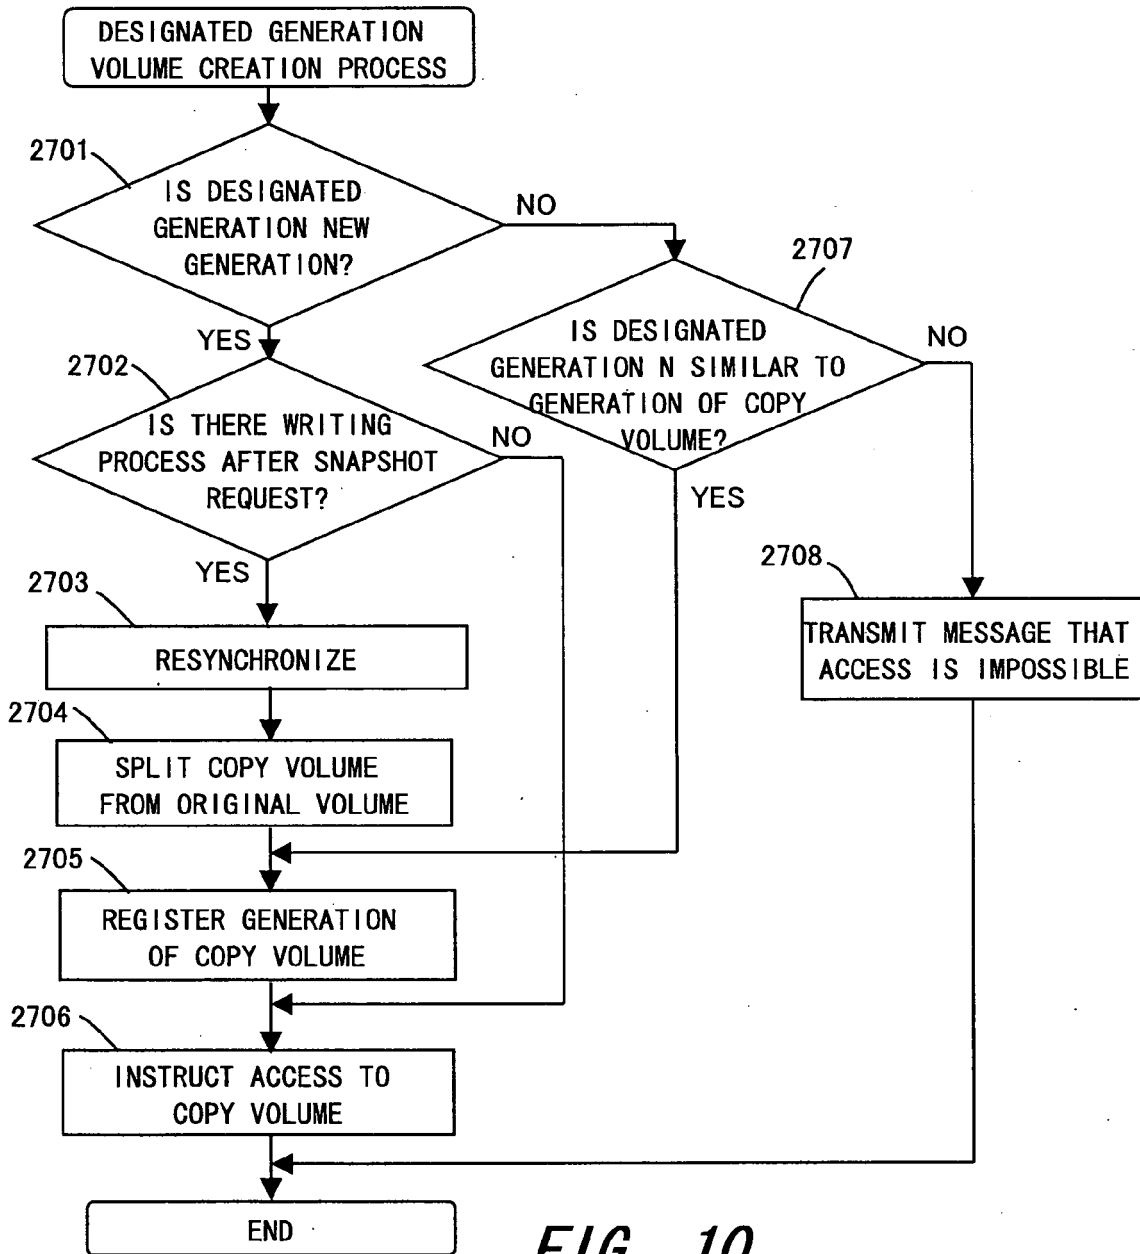 DESIGNATED GENERATION
VOLUME CREATION PROCESS
2701
IS DESIGNATED
GENERATION NEW
GENERATION?
NO
YES
2707
IS DESIGNATED
GENERATION N SIMILAR TO
GENERATION OF COPY
VOLUME?
NO
YES
2702
IS THERE WRITING
PROCESS AFTER SNAPSHOT
REQUEST?
NO
YES
2708
TRANSMIT MESSAGE THAT
ACCESS IS IMPOSSIBLE
2703
RESYNCHRONIZE
2704
SPLIT COPY VOLUME
FROM ORIGINAL VOLUME
2705
REGISTER GENERATION
OF COPY VOLUME
2706
INSTRUCT ACCESS TO
COPY VOLUME
END
FIG. 10